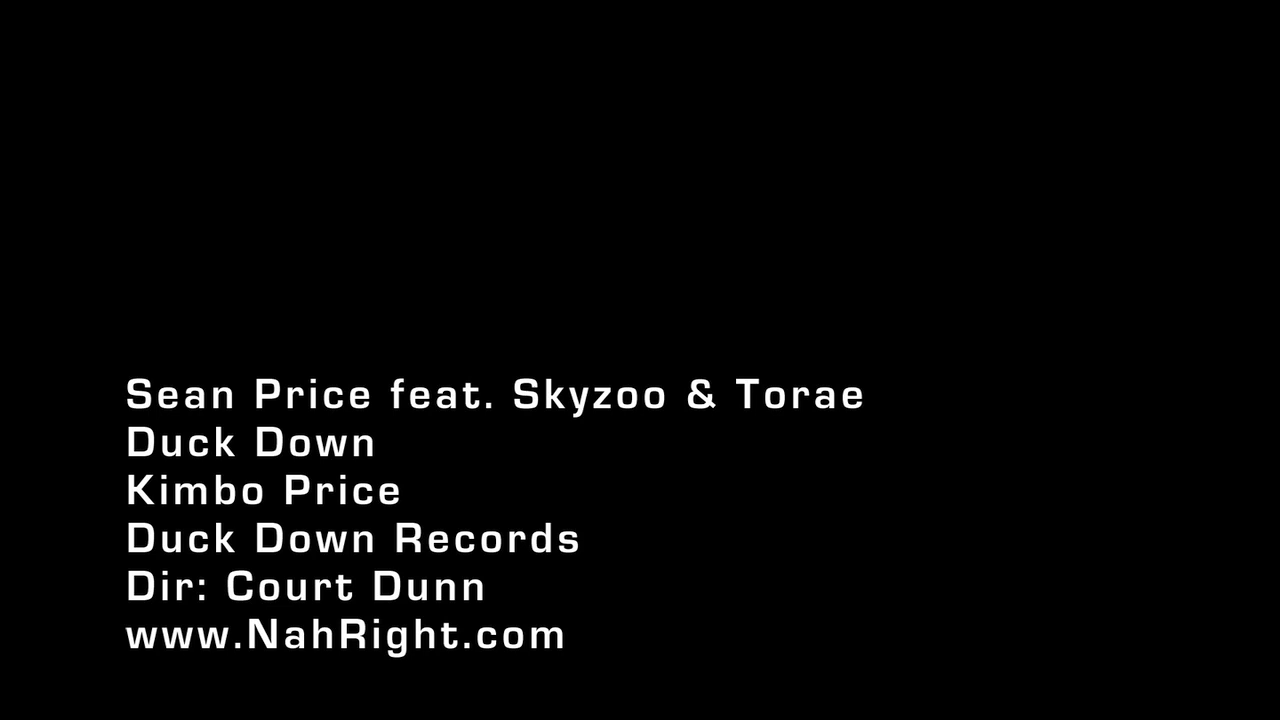 Sean Price feat. Skyzoo & Torae
Duck Down
Kimbo Price
Duck Down Records
Dir: Court Dunn
www.NahRight.com